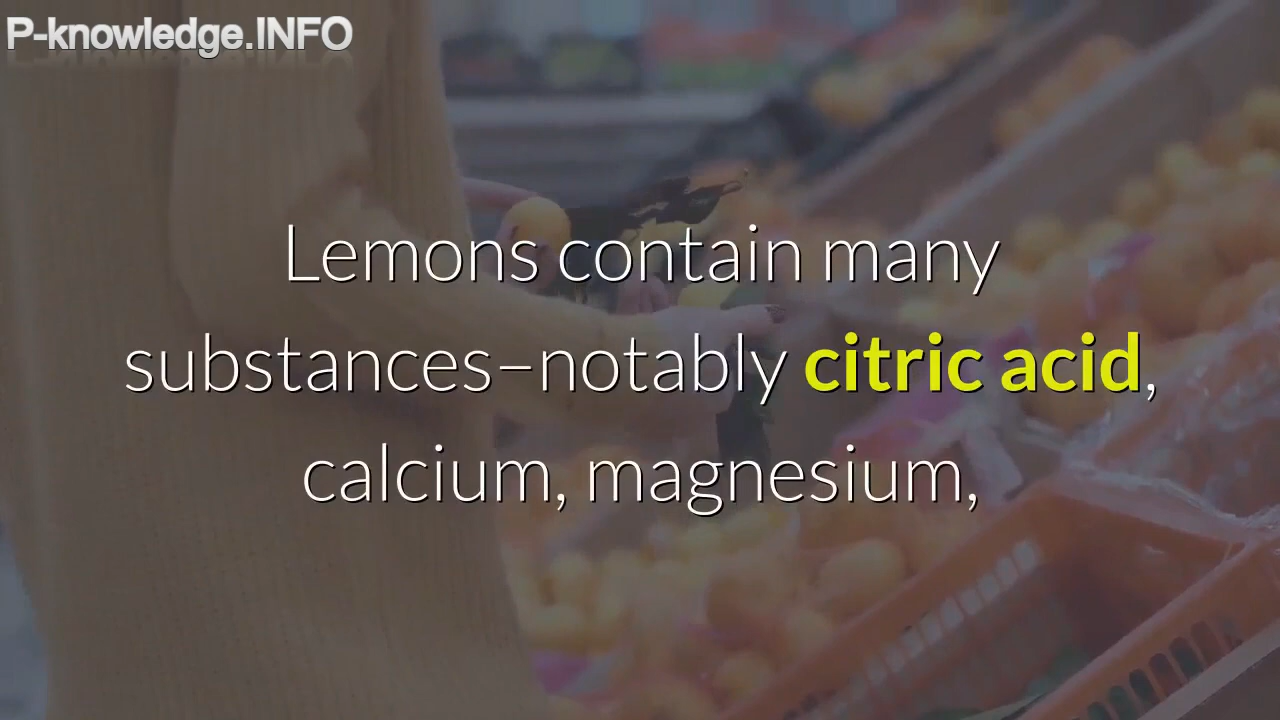 P-knowledge.INFO
Lemons contain many
substances–notably citric acid,
calcium, magnesium,